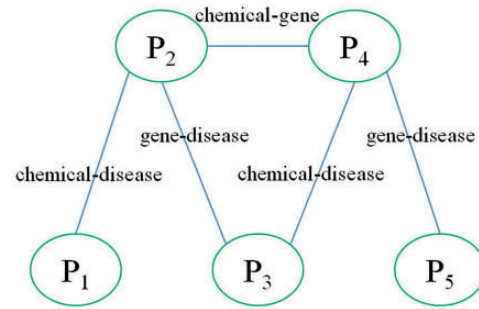 chemical-gene
P2 P4
gene-disease gene-disease
chemical-disease chemical-disease
P1 P3 P5